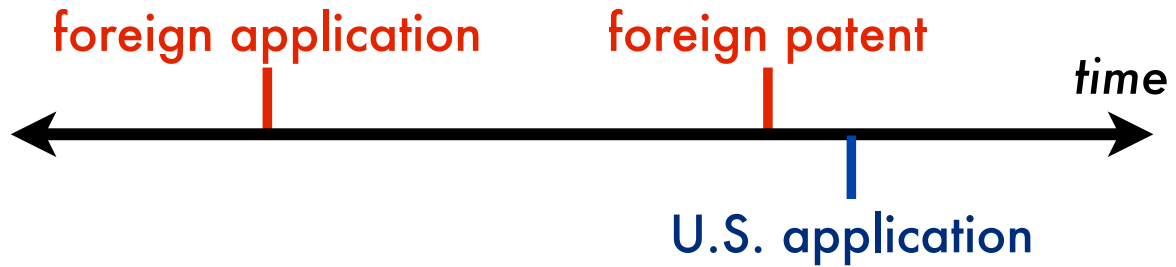 foreign application
foreign patent
time
U.S. application